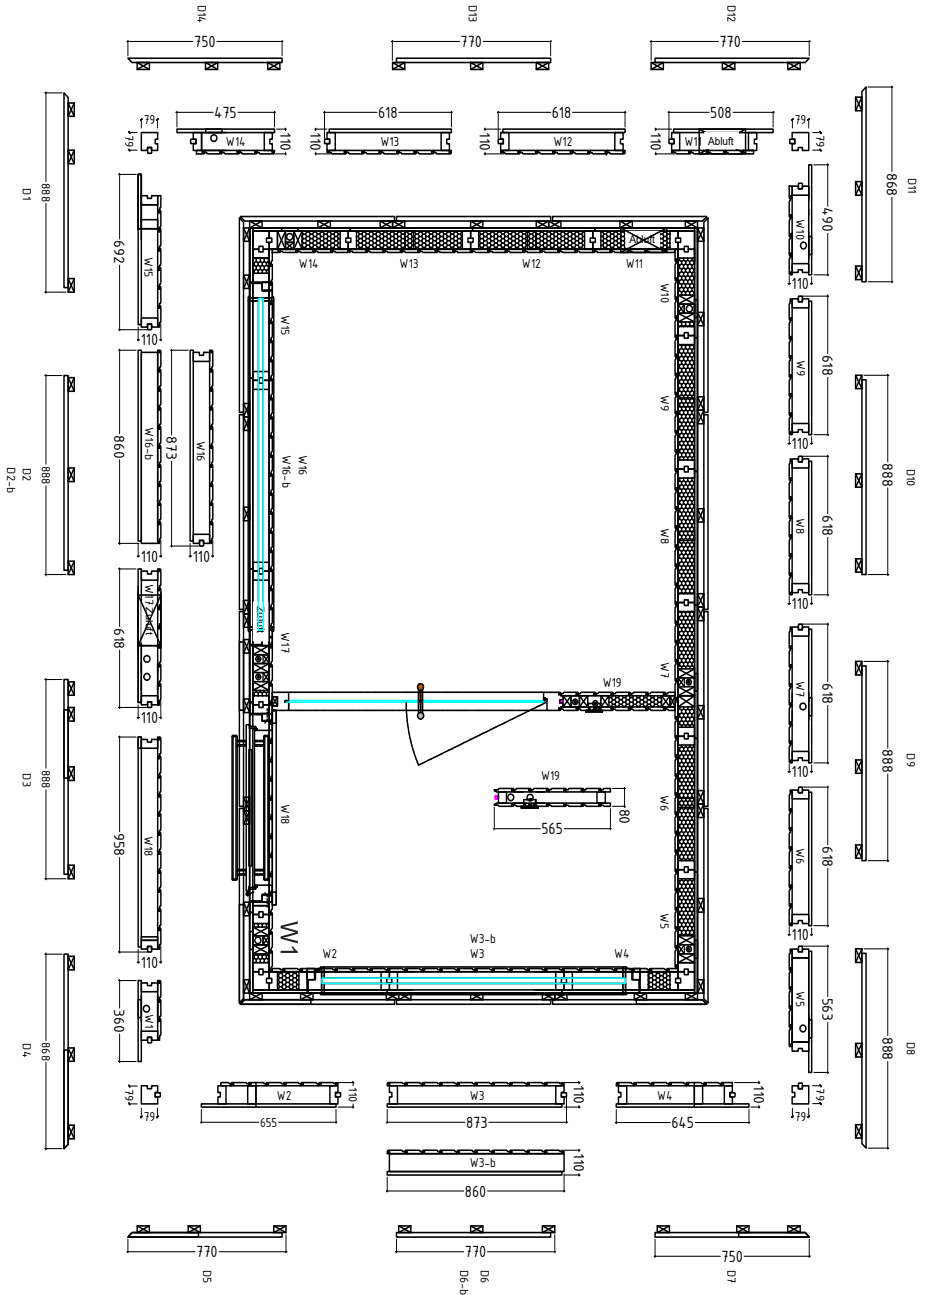 D14
D13
D12
750
770
770
475
618
618
508
79
79
110
W14
110
W13
110
W12
110
W11
Abluft
79
79
D1
888
D11
868
692
W15
110
490
W10
110
Abluft
W14
W13
W12
W11
W10
W15
W9
618
W9
110
860
W16-b
110
873
W16
110
W16
W16-b
D2
D2-b
888
D10
888
W8
618
W8
110
618
W17 Zuluft
110
Zuluft
W17
W19
W7
618
W7
110
D3
888
D9
888
W19
80
565
W18
W6
958
W18
110
618
W6
110
W1
W2
W3-b
W3
W4
W5
563
W5
D4
868
D8
888
360
W1
79
79
W2
110
655
W3
110
873
W4
110
645
79
79
W3-b
110
860
770
770
750
D5
D6
D6-b
D7